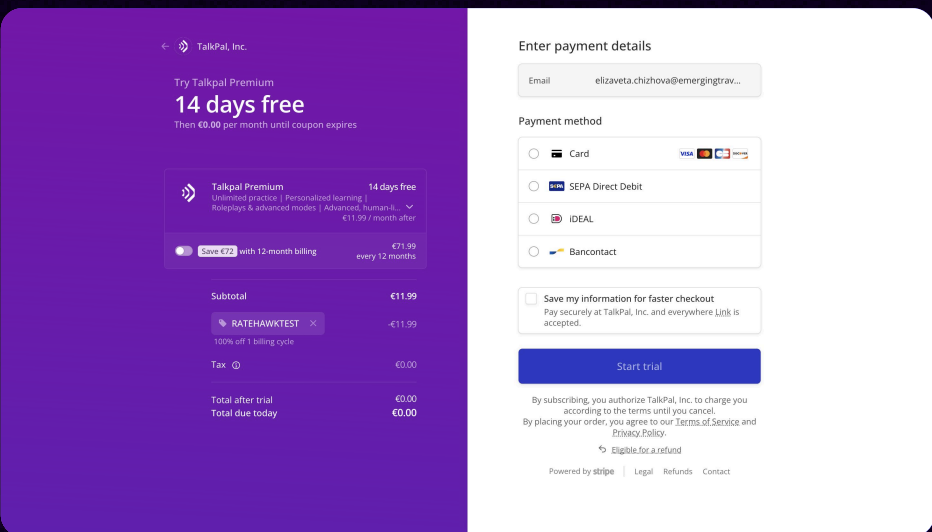 TalkPal, Inc.
Try Talkpal Premium
14 days free
Then €0.00 per month until coupon expires
Talkpal Premium 14 days free
Unlimited practice | Personalized learning |
Roleplays & advanced modes | Advanced, human-li...
€11.99 / month after
Save €72 with 12-month billing
€71.99
every 12 months
Subtotal €11.99
RATEHAWKTEST -€11.99
100% off 1 billing cycle
Tax €0.00
Total after trial €0.00
Total due today €0.00
Enter payment details
Email elizaveta.chizhova@emergingtrav...
Payment method
Card VISA DISCOVER
SEPA SEPA Direct Debit
iDEAL
Bancontact
Save my information for faster checkout
Pay securely at TalkPal, Inc. and everywhere Link is
accepted.
Start trial
By subscribing, you authorize TalkPal, Inc. to charge you
according to the terms until you cancel.
By placing your order, you agree to our Terms of Service and
Privacy Policy.
Eligible for a refund
Powered by stripe | Legal Refunds Contact